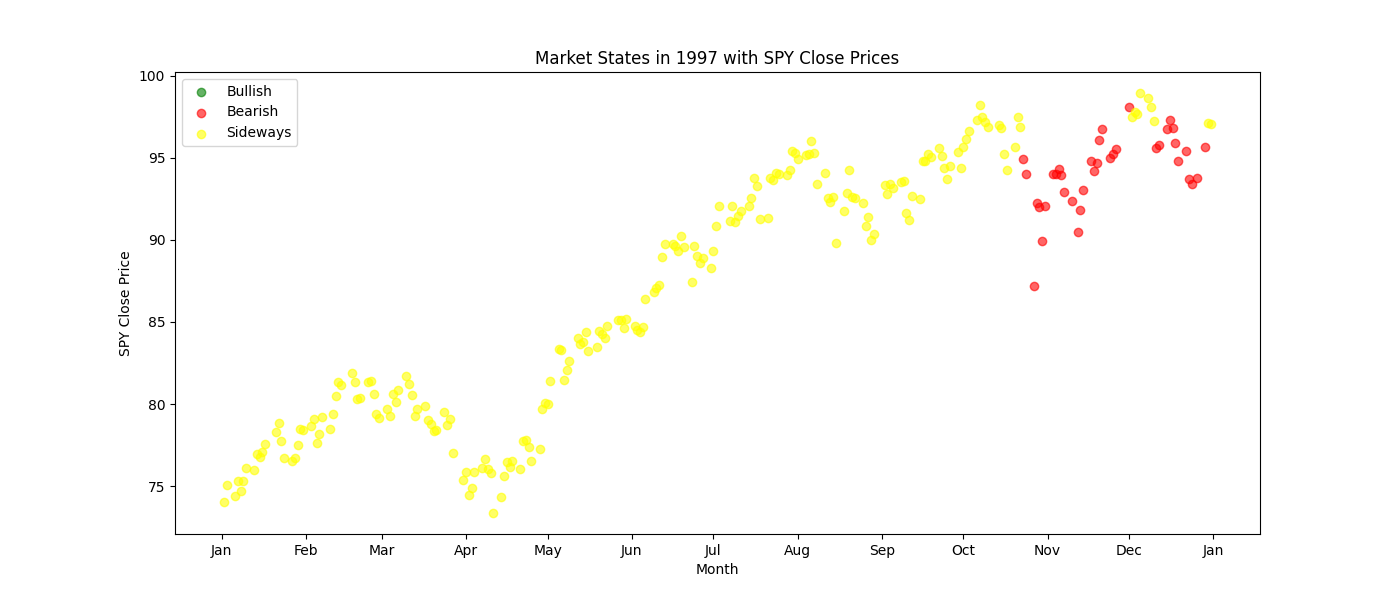 Market States in 1997 with SPY Close Prices
Bullish
Bearish
Sideways
SPY Close Price
100
95
90
85
80
75
Jan Feb Mar Apr May Jun Jul Aug Sep Oct Nov Dec Jan
Month